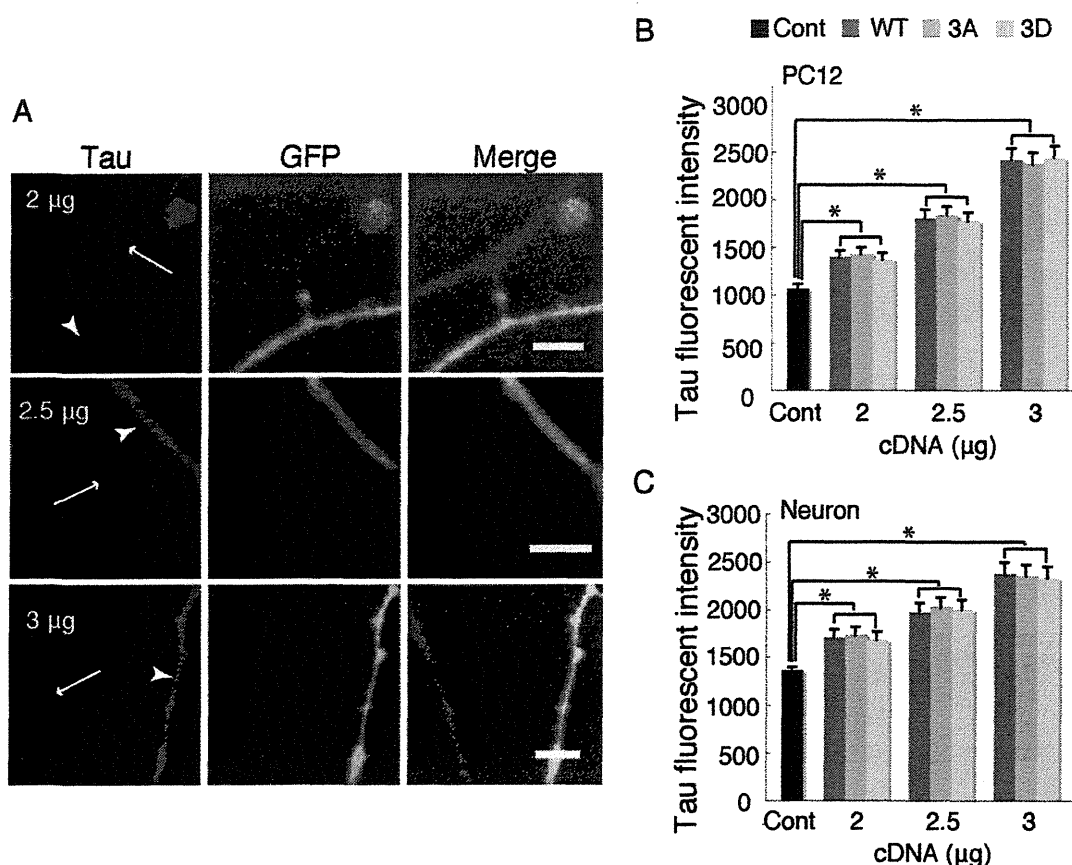 A
Tau GFP Merge
2 µg
2.5 µg
3 µg
B
Cont WT 3A 3D
PC12
Tau fluorescent intensity
3000
2500
2000
1500
1000
500
0
* * *
Cont 2 2.5 3
cDNA (µg)
C
Neuron
Tau fluorescent intensity
3000
2500
2000
1500
1000
500
0
* * *
Cont 2 2.5 3
cDNA (µg)